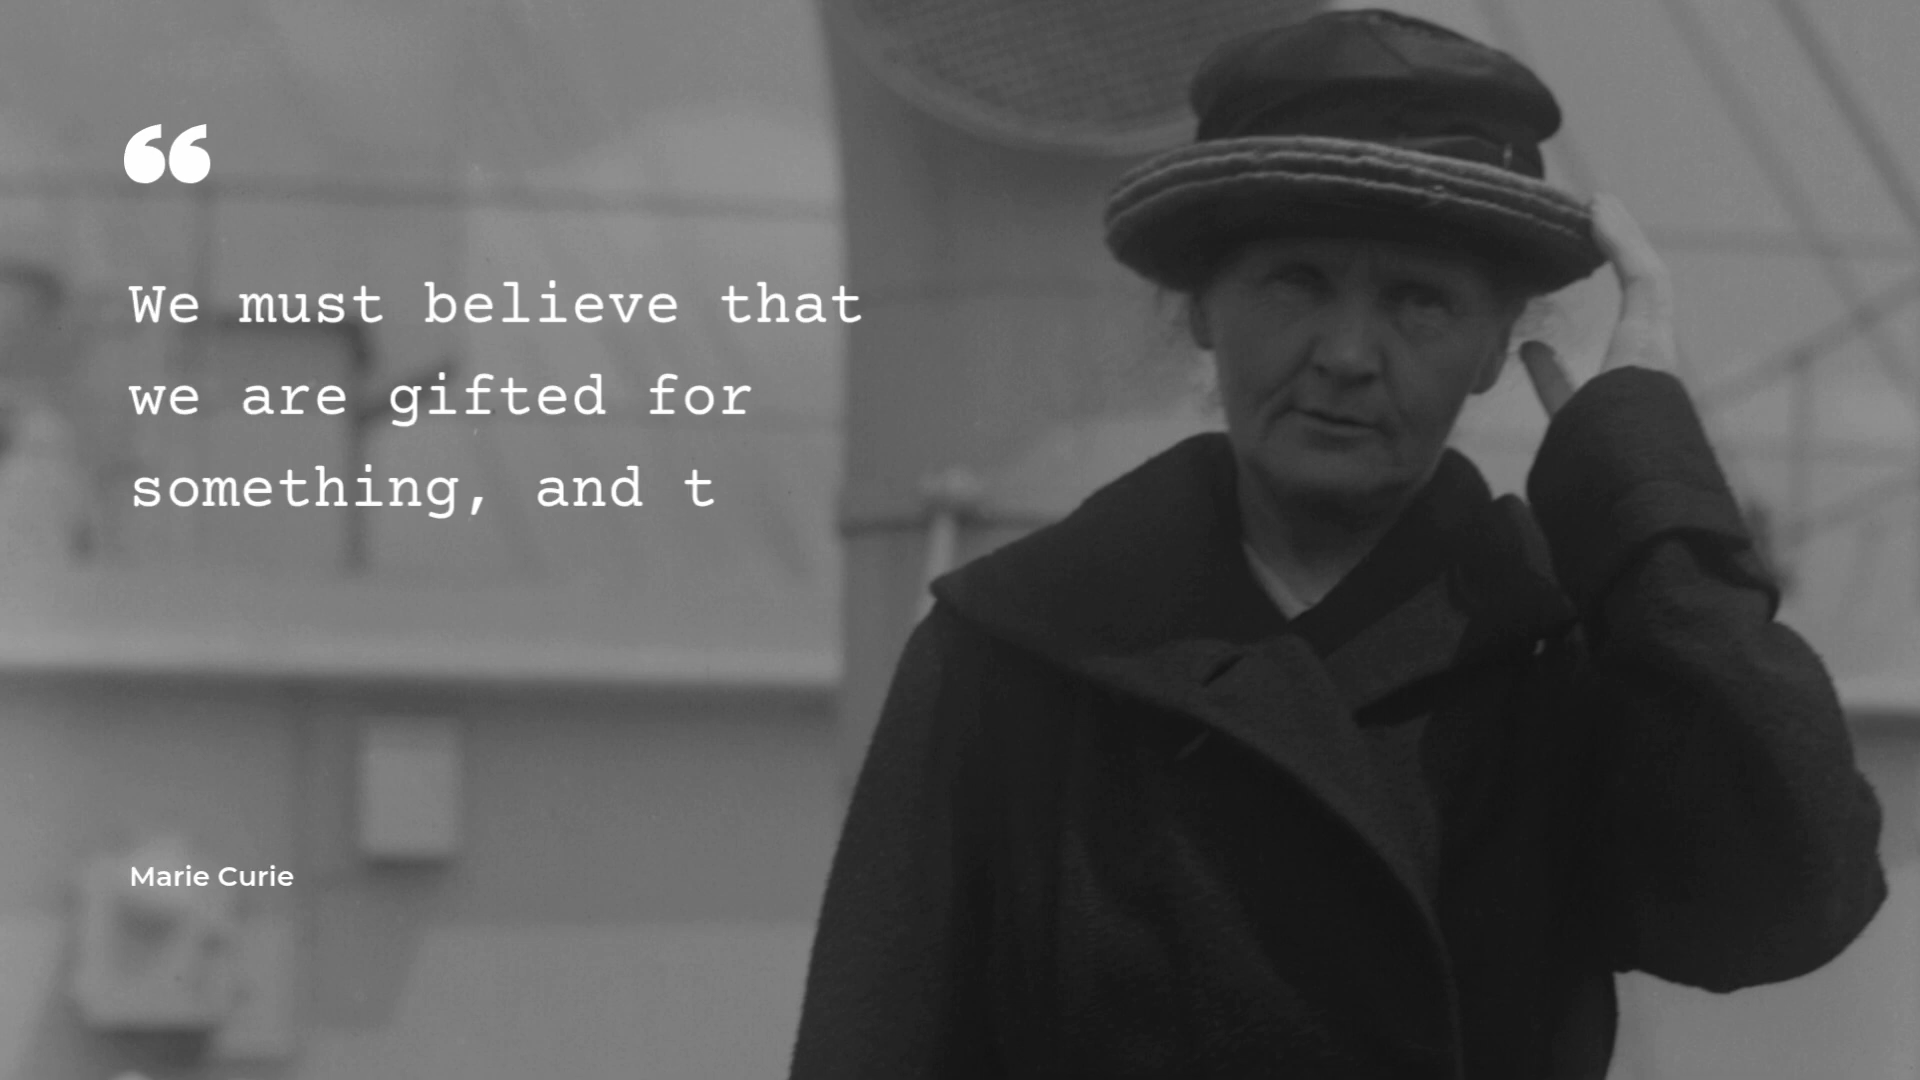 “
We must believe that
we are gifted for
something, and t
Marie Curie